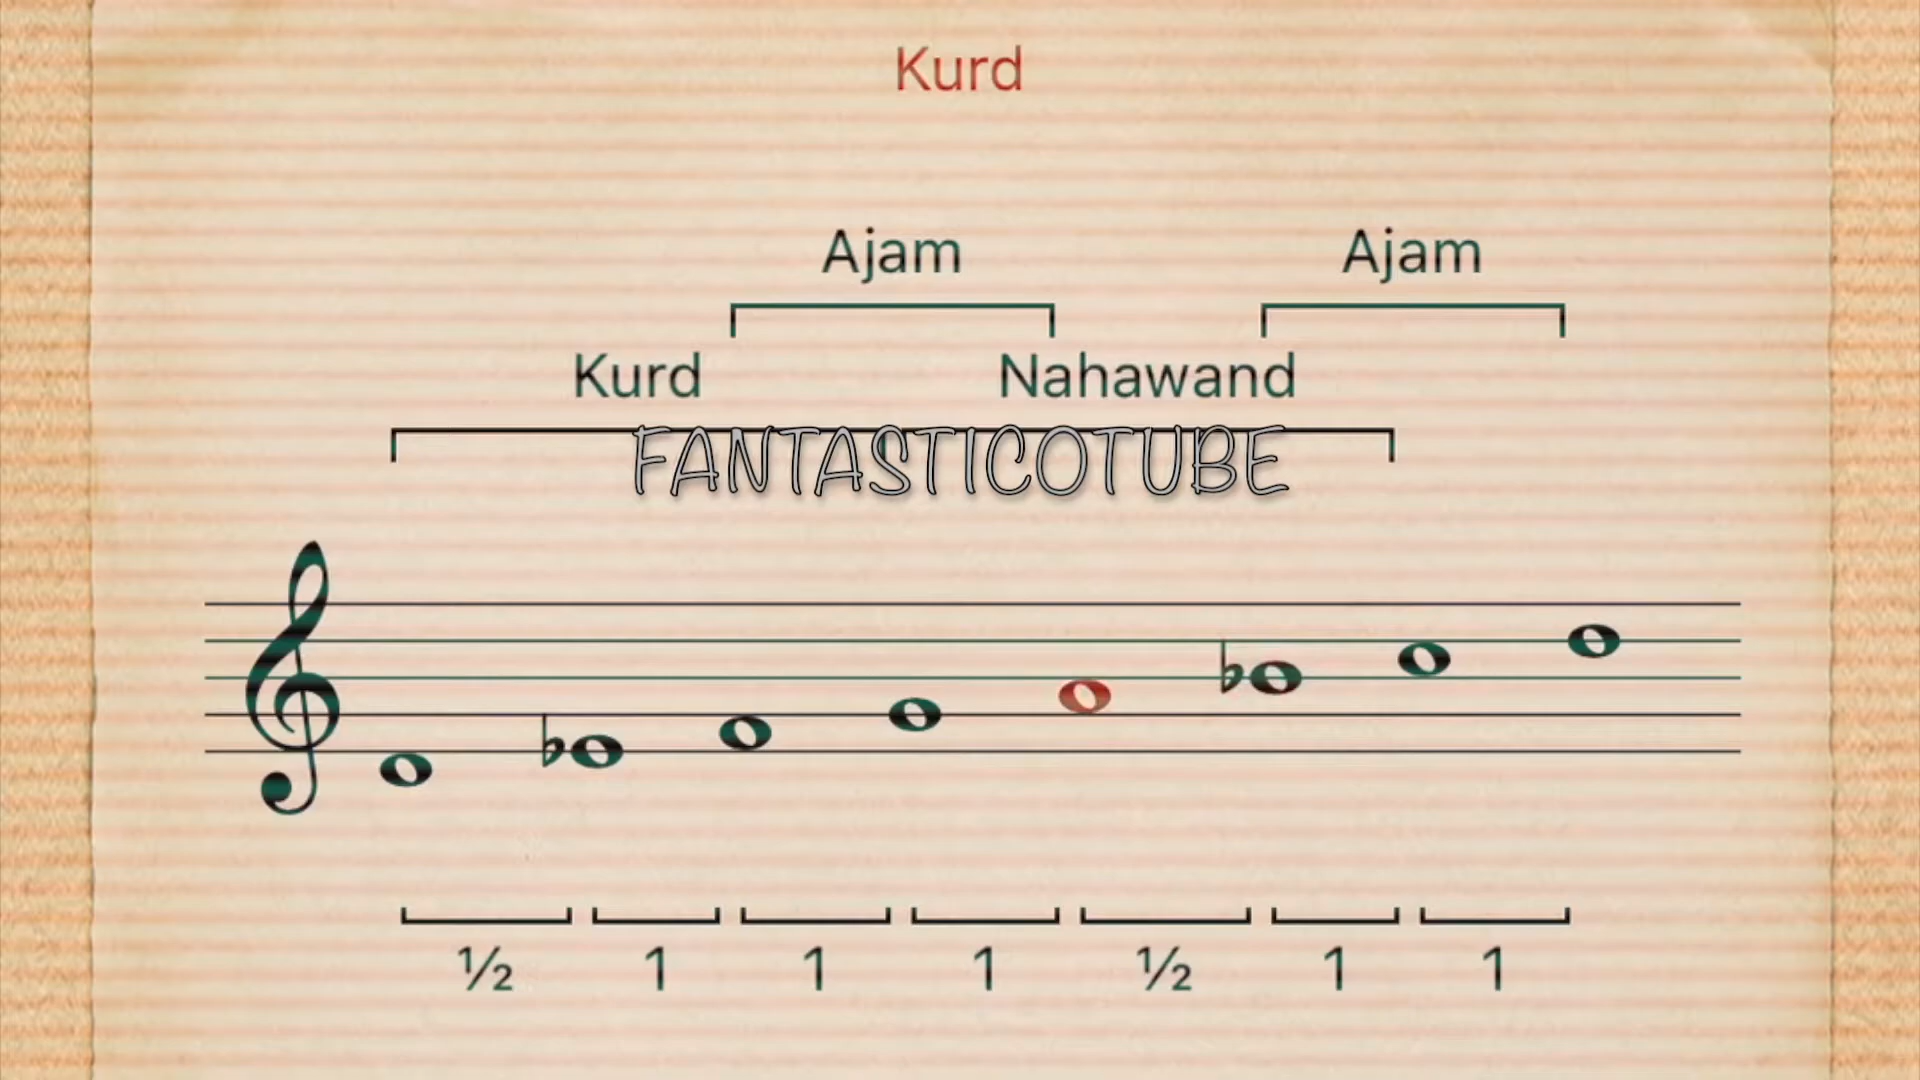 Kurd
Ajam Ajam
Kurd Nahawand
FANTASTICOTUBE
½ 1 1 1 ½ 1 1